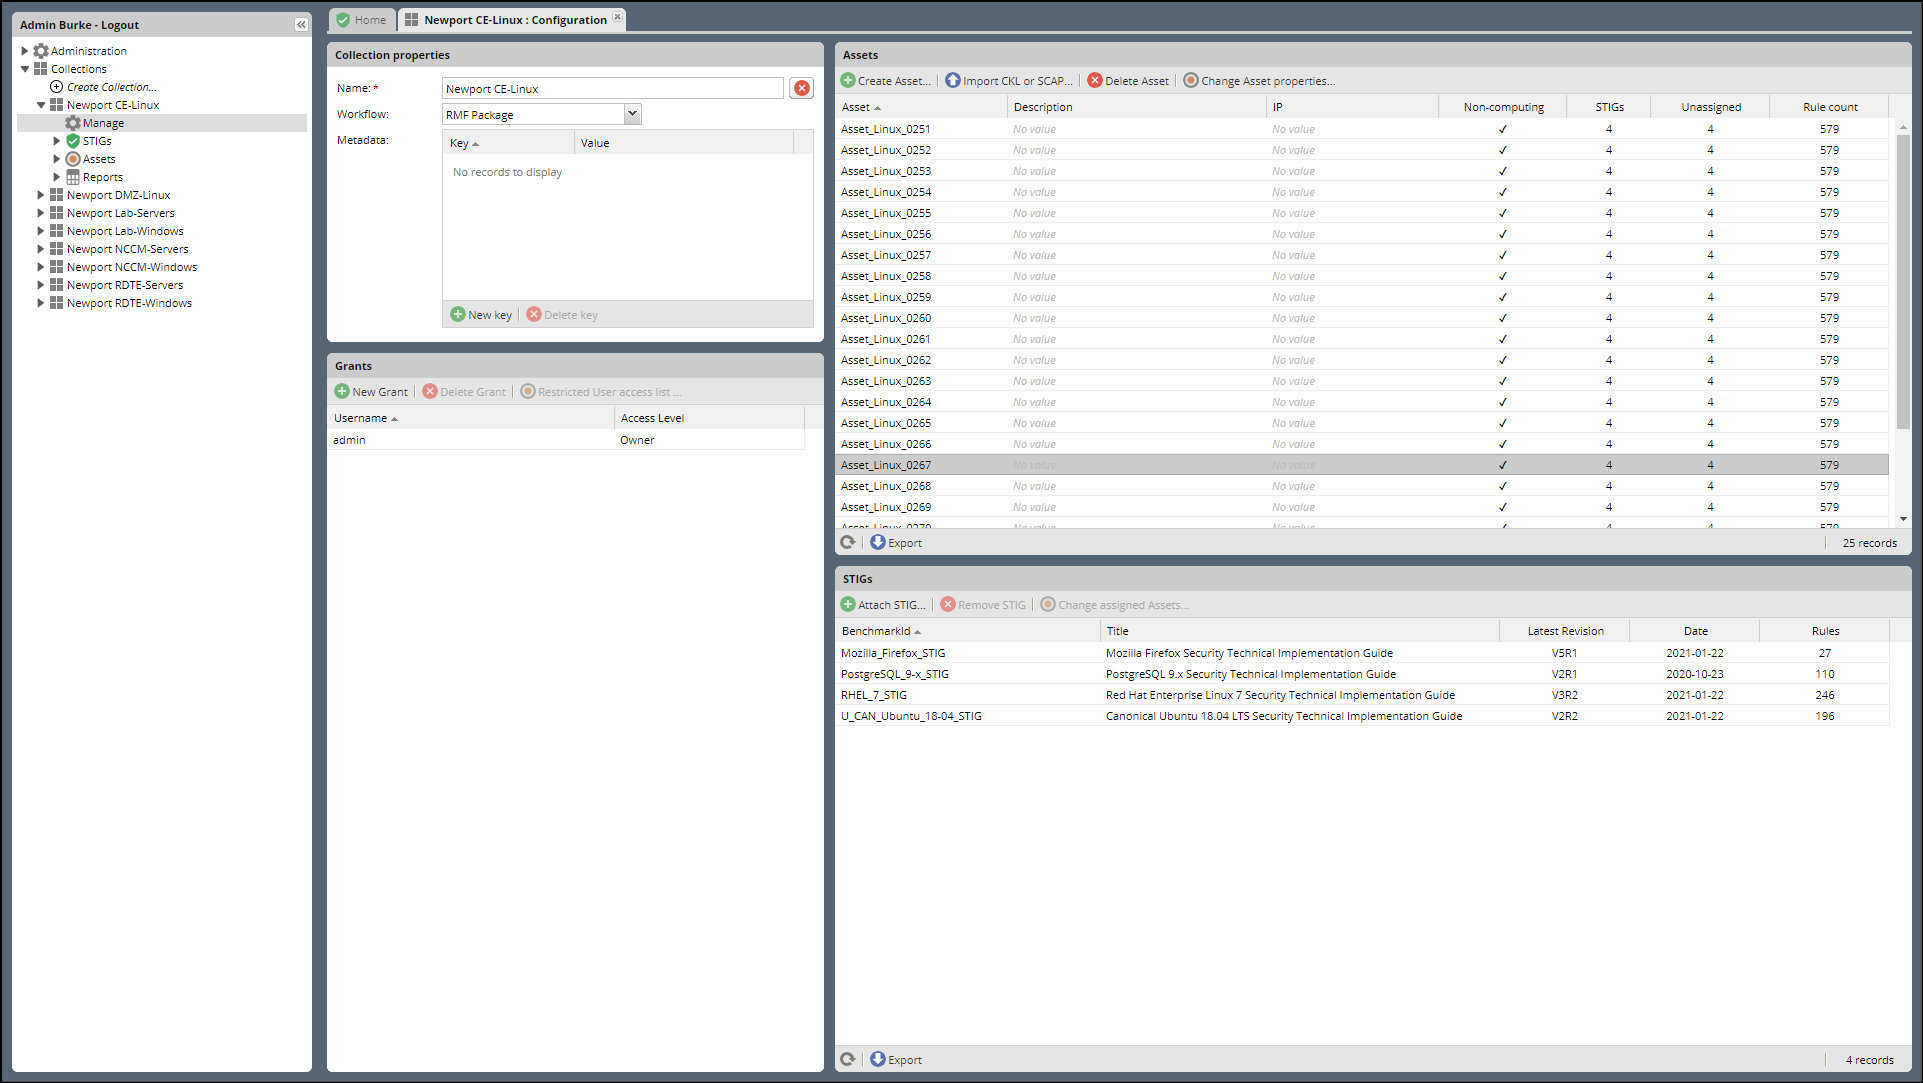 Admin Burke - Logout
Administration
Collections
Create Collection...
Newport CE-Linux
Manage
STIGs
Assets
Reports
Newport DMZ-Linux
Newport Lab-Servers
Newport Lab-Windows
Newport NCCM-Servers
Newport NCCM-Windows
Newport RDTE-Servers
Newport RDTE-Windows
Home
Newport CE-Linux : Configuration
Collection properties
Name: * Newport CE-Linux
Workflow: RMF Package
Metadata:
Key Value
No records to display
New key Delete key
Grants
New Grant Delete Grant Restricted User access list ...
Username Access Level
admin Owner
Assets
Create Asset... Import CKL or SCAP... Delete Asset Change Asset properties...
Asset Description IP Non-computing STIGs Unassigned Rule count
Asset_Linux_0251 No value No value ✓ 4 4 579
Asset_Linux_0252 No value No value ✓ 4 4 579
Asset_Linux_0253 No value No value ✓ 4 4 579
Asset_Linux_0254 No value No value ✓ 4 4 579
Asset_Linux_0255 No value No value ✓ 4 4 579
Asset_Linux_0256 No value No value ✓ 4 4 579
Asset_Linux_0257 No value No value ✓ 4 4 579
Asset_Linux_0258 No value No value ✓ 4 4 579
Asset_Linux_0259 No value No value ✓ 4 4 579
Asset_Linux_0260 No value No value ✓ 4 4 579
Asset_Linux_0261 No value No value ✓ 4 4 579
Asset_Linux_0262 No value No value ✓ 4 4 579
Asset_Linux_0263 No value No value ✓ 4 4 579
Asset_Linux_0264 No value No value ✓ 4 4 579
Asset_Linux_0265 No value No value ✓ 4 4 579
Asset_Linux_0266 No value No value ✓ 4 4 579
Asset_Linux_0267 No value No value ✓ 4 4 579
Asset_Linux_0268 No value No value ✓ 4 4 579
Asset_Linux_0269 No value No value ✓ 4 4 579
Asset_Linux_0270 No value No value ✓ 4 4 579
Export 25 records
STIGs
Attach STIG... Remove STIG Change assigned Assets...
BenchmarkId Title Latest Revision Date Rules
Mozilla_Firefox_STIG Mozilla Firefox Security Technical Implementation Guide V5R1 2021-01-22 27
PostgreSQL_9-x_STIG PostgreSQL 9.x Security Technical Implementation Guide V2R1 2020-10-23 110
RHEL_7_STIG Red Hat Enterprise Linux 7 Security Technical Implementation Guide V3R2 2021-01-22 246
U_CAN_Ubuntu_18-04_STIG Canonical Ubuntu 18.04 LTS Security Technical Implementation Guide V2R2 2021-01-22 196
Export 4 records